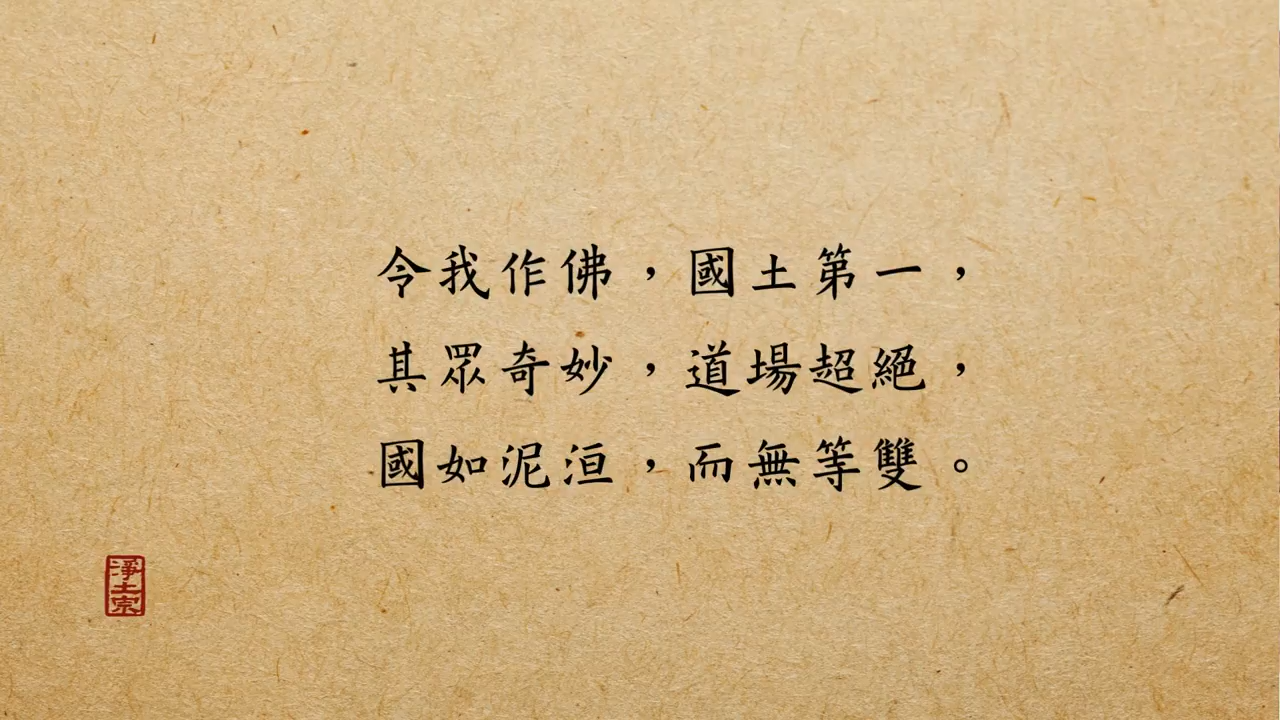 令我作佛，國土第一，
其眾奇妙，道場超絕，
國如泥洹，而無等雙。
淨土宗